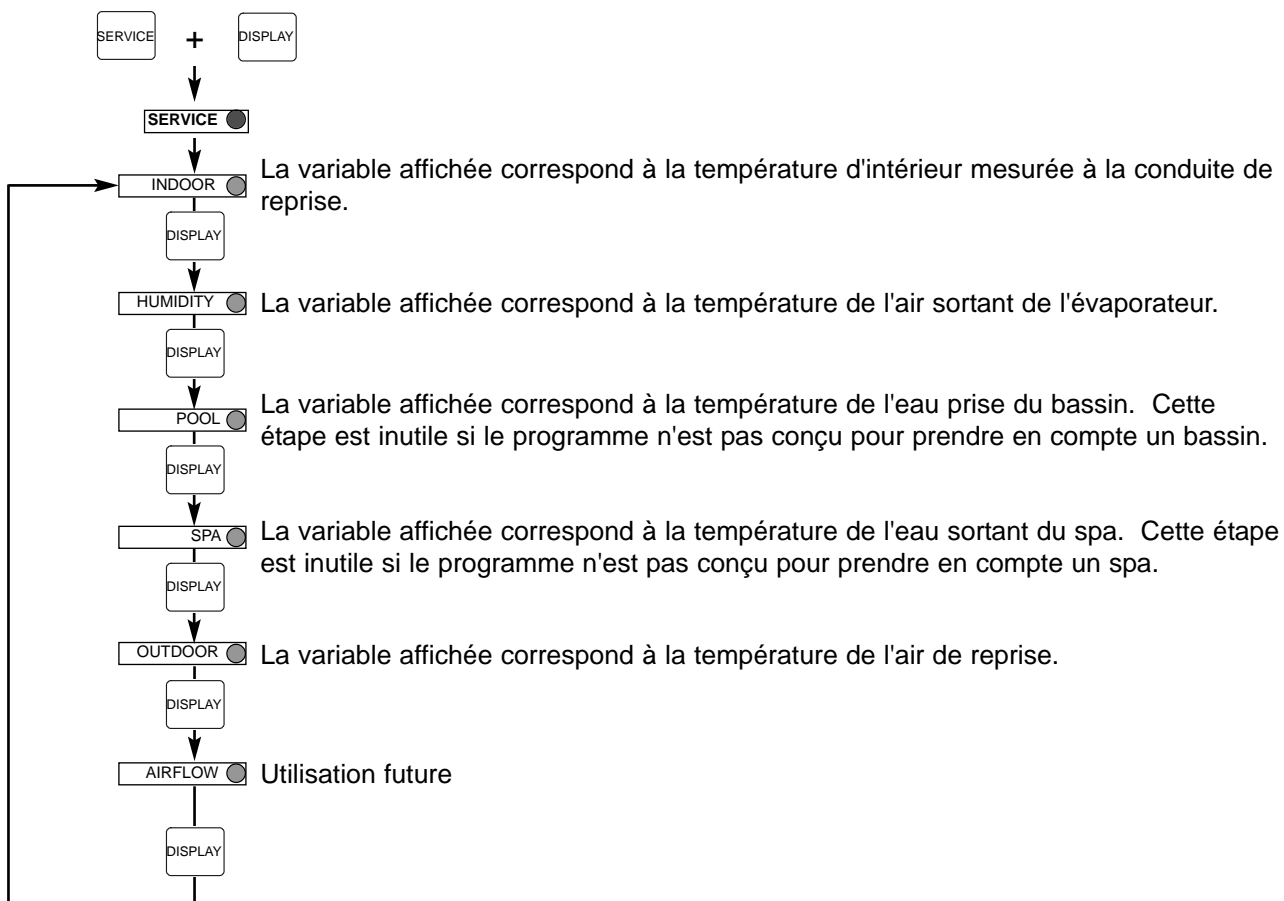 SERVICE + DISPLAY
SERVICE
INDOOR
La variable affichée correspond à la température d'intérieur mesurée à la conduite de
reprise.
DISPLAY
HUMIDITY
La variable affichée correspond à la température de l'air sortant de l'évaporateur.
DISPLAY
POOL
La variable affichée correspond à la température de l'eau prise du bassin. Cette
étape est inutile si le programme n'est pas conçu pour prendre en compte un bassin.
DISPLAY
SPA
La variable affichée correspond à la température de l'eau sortant du spa. Cette étape
est inutile si le programme n'est pas conçu pour prendre en compte un spa.
DISPLAY
OUTDOOR
La variable affichée correspond à la température de l'air de reprise.
DISPLAY
AIRFLOW
Utilisation future
DISPLAY